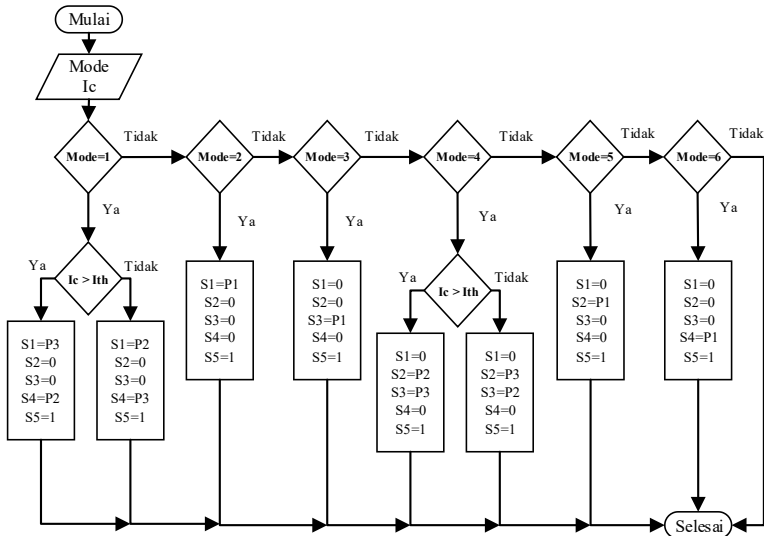 Mulai
Mode
Ic
Mode=1
Tidak
Mode=2
Tidak
Mode=3
Tidak
Mode=4
Tidak
Mode=5
Tidak
Mode=6
Tidak
Ya
Ya
Ya
Ya
Ya
Ya
Ya
Ic > Ith
Tidak
S1=P3
S2=0
S3=0
S4=P2
S5=1
S1=P2
S2=0
S3=0
S4=P3
S5=1
S1=P1
S2=0
S3=0
S4=0
S5=1
S1=0
S2=0
S3=P1
S4=0
S5=1
Ya
Ic > Ith
Tidak
S1=0
S2=P2
S3=P3
S4=0
S5=1
S1=0
S2=P3
S3=P2
S4=0
S5=1
S1=0
S2=P1
S3=0
S4=0
S5=1
S1=0
S2=0
S3=0
S4=P1
S5=1
Selesai